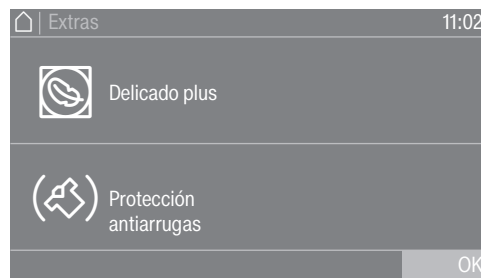 | Extras 11:02
Delicado plus
Protección
antiarrugas
OK